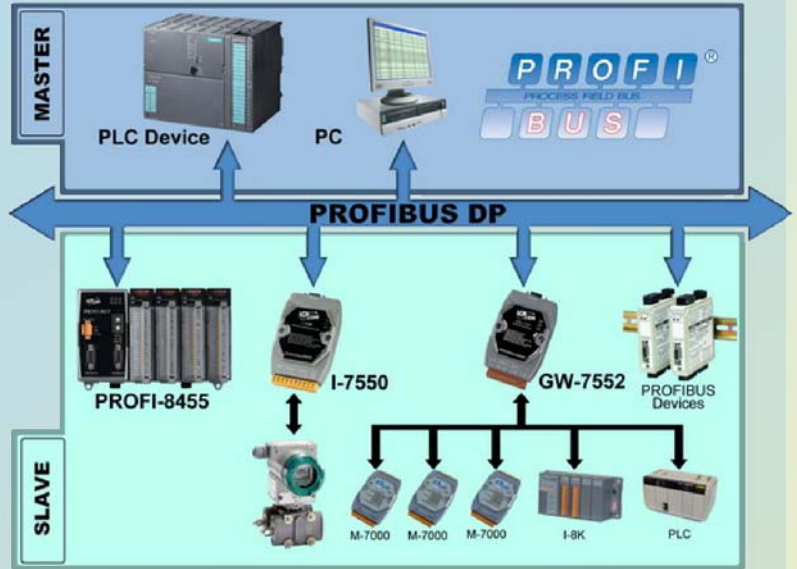 MASTER
PLC Device
PC
PROFI®
PROCESS FIELD BUS
BUS
PROFIBUS DP
SLAVE
PROFI-8455
I-7550
GW-7552
PROFIBUS
Devices
M-7000
M-7000
M-7000
I-8K
PLC